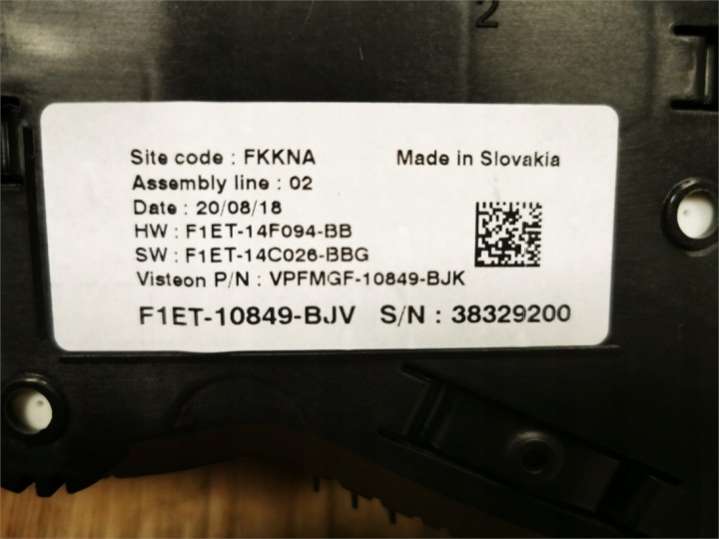 2
Site code : FKKNA Made in Slovakia
Assembly line : 02
Date : 20/08/18
HW : F1ET-14F094-BB
SW : F1ET-14C026-BBG
Visteon P/N : VPFMGF-10849-BJK
F1ET-10849-BJV S/N : 38329200